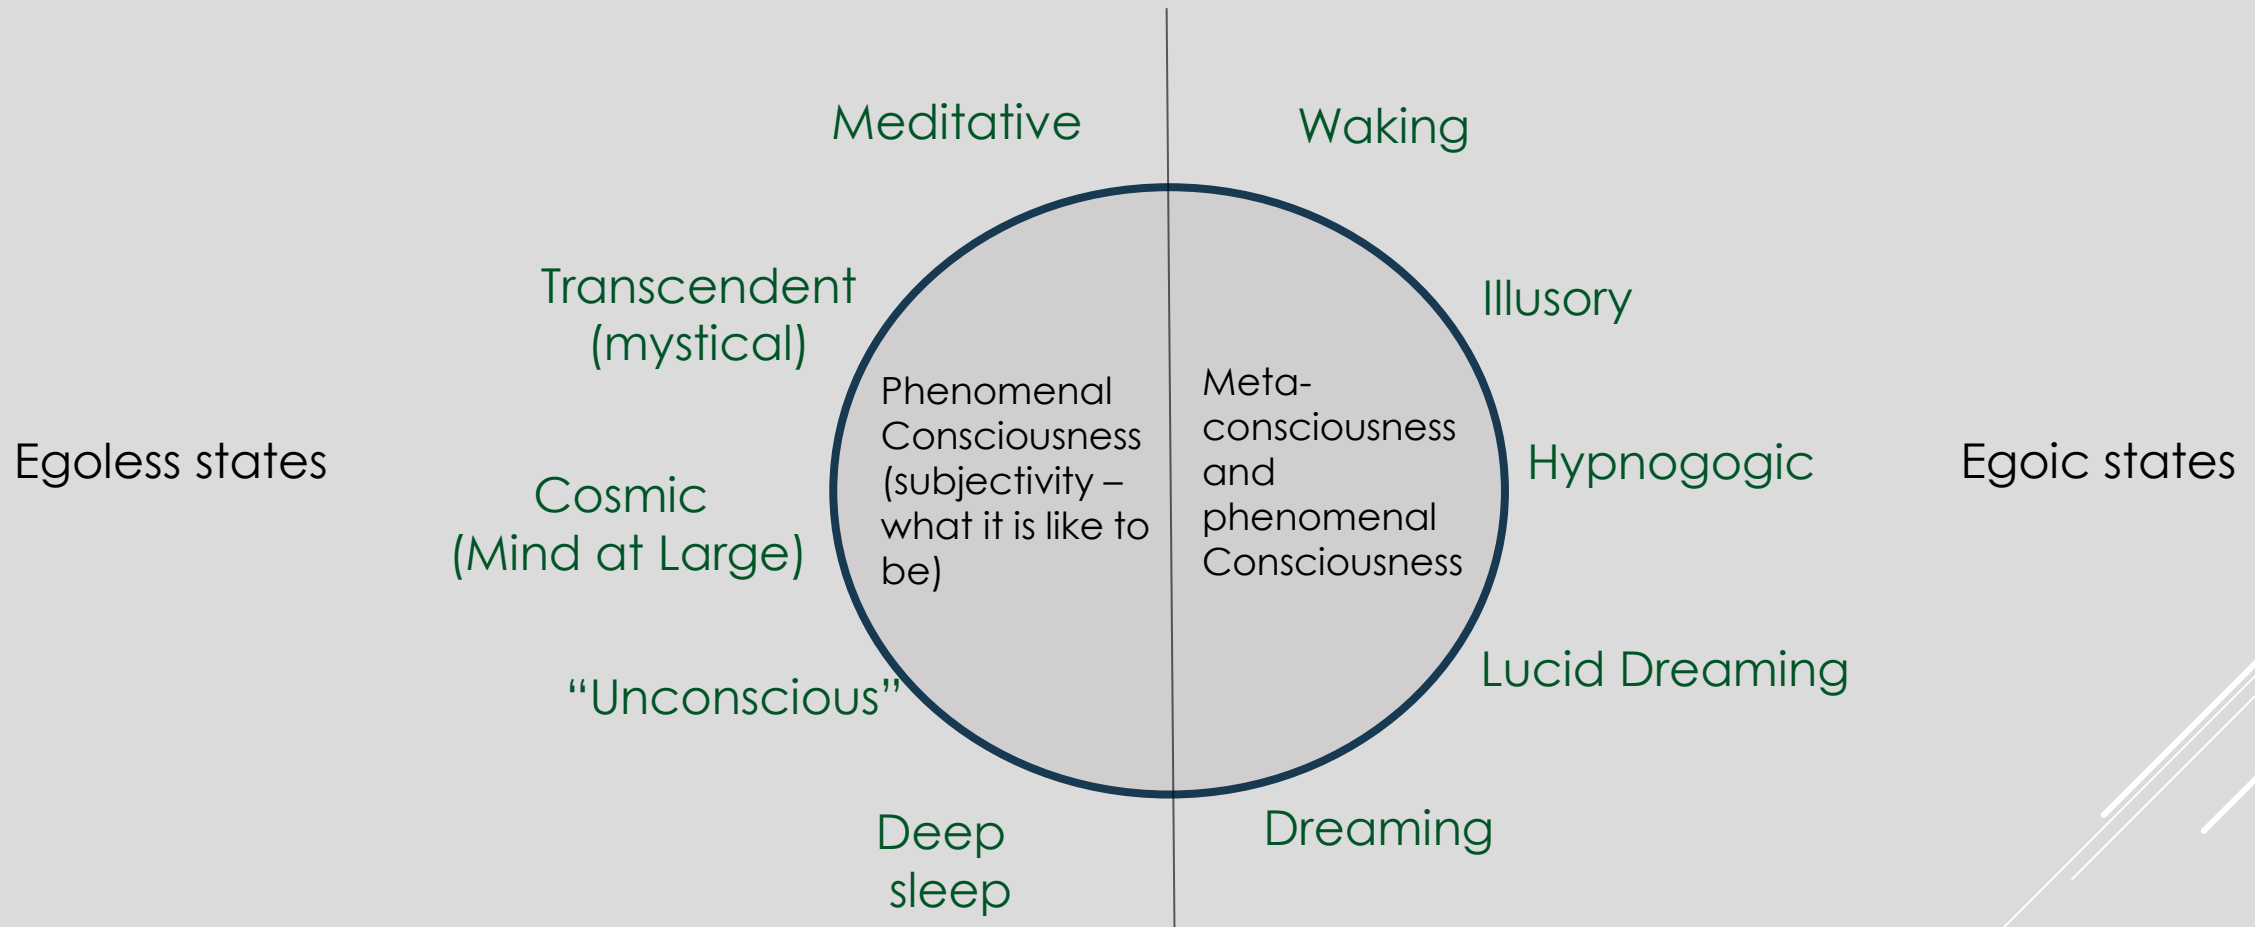 Meditative
Waking
Transcendent
(mystical)
Illusory
Egoless states
Cosmic
(Mind at Large)
“Unconscious”
Deep
sleep
Phenomenal
Consciousness
(subjectivity –
what it is like to
be)
Meta-
consciousness
and
phenomenal
Consciousness
Hypnogogic
Egoic states
Lucid Dreaming
Dreaming